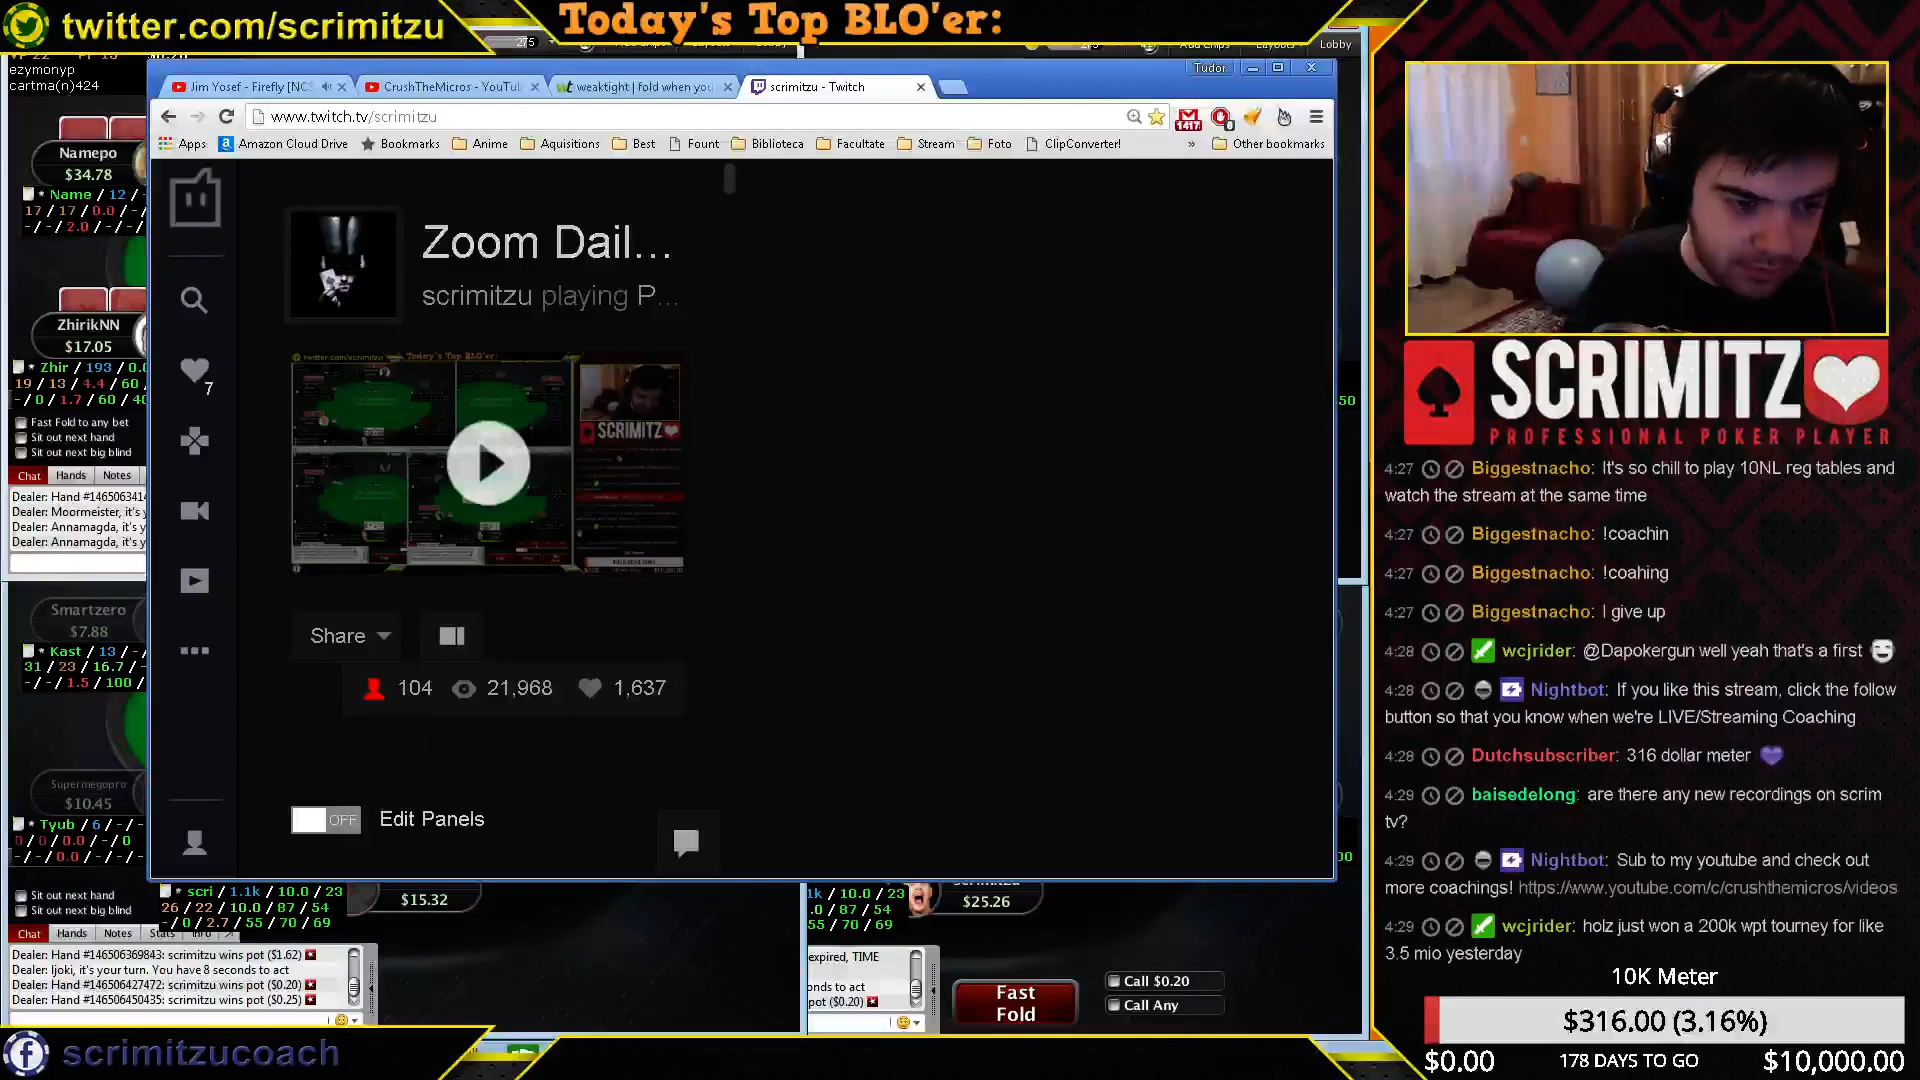 twitter.com/scrimitzu
Today's Top BLO'er:
275
Lobby
ezymonyp
cartma(n)424
Namepo
$34.78
* Name / 12 / -
17 / 17 / 0.0 / -
- / - / 2.0 / - / -
ZhirikNN
$17.05
* Zhir / 193 / 0.
19 / 13 / 4.4 / 60
- / 0 / 1.7 / 60 / 40
Fast Fold to any bet
Sit out next hand
Sit out next big blind
Chat Hands Notes
Dealer: Hand #14650634
Dealer: Moormeister, it's y
Dealer: Annamagda, it's y
Dealer: Annamagda, it's y
Tudor
Jim Yosef - Firefly [NCS
CrushTheMicros - YouTu
weaktight | fold when you
scrimitzu - Twitch
www.twitch.tv/scrimitzu
1417
Apps
Amazon Cloud Drive
Bookmarks
Anime
Aquisitions
Best
Fount
Biblioteca
Facultate
Stream
Foto
ClipConverter!
»
Other bookmarks
Zoom Dail...
scrimitzu playing P...
7
twitter.com/scrimitzu Today's Top BLO'er:
SCRIMITZ
Share
104 21,968 1,637
OFF Edit Panels
Smartzero
$7.88
* Kast / 13 / -
31 / 23 / 16.7 / -
- / - / 1.5 / 100 /
Supermegopro
$10.45
* Tyub / 6 / - / -
0 / 0 / 0.0 / - / 0
- / - / 0.0 / - / -
Sit out next hand
Sit out next big blind
* scri / 1.1k / 10.0 / 23
26 / 22 / 10.0 / 87 / 54
- / 0 / 2.7 / 55 / 70 / 69
$15.32
Chat Hands Notes
Dealer: Hand #146506369843: scrimitzu wins pot ($1.62)
Dealer: Ijoki, it's your turn. You have 8 seconds to act
Dealer: Hand #146506427472: scrimitzu wins pot ($0.20)
Dealer: Hand #146506450435: scrimitzu wins pot ($0.25)
1k / 10.0 / 23
.0 / 87 / 54
55 / 70 / 69
$25.26
expired, TIME
onds to act
pot ($0.20)
Fast Fold
Call $0.20
Call Any
50
00
scrimitzucoach
SCRIMITZ
PROFESSIONAL POKER PLAYER
4:27 Biggestnacho: It's so chill to play 10NL reg tables and
watch the stream at the same time
4:27 Biggestnacho: !coachin
4:27 Biggestnacho: !coahing
4:27 Biggestnacho: I give up
4:28 wcjrider: @Dapokergun well yeah that's a first
4:28 Nightbot: If you like this stream, click the follow
button so that you know when we're LIVE/Streaming Coaching
4:28 Dutchsubscriber: 316 dollar meter
4:29 baisedelong: are there any new recordings on scrim
tv?
4:29 Nightbot: Sub to my youtube and check out
more coachings! https://www.youtube.com/c/crushthemicros/videos
4:29 wcjrider: holz just won a 200k wpt tourney for like
3.5 mio yesterday
10K Meter
$316.00 (3.16%)
$0.00 178 DAYS TO GO $10,000.00